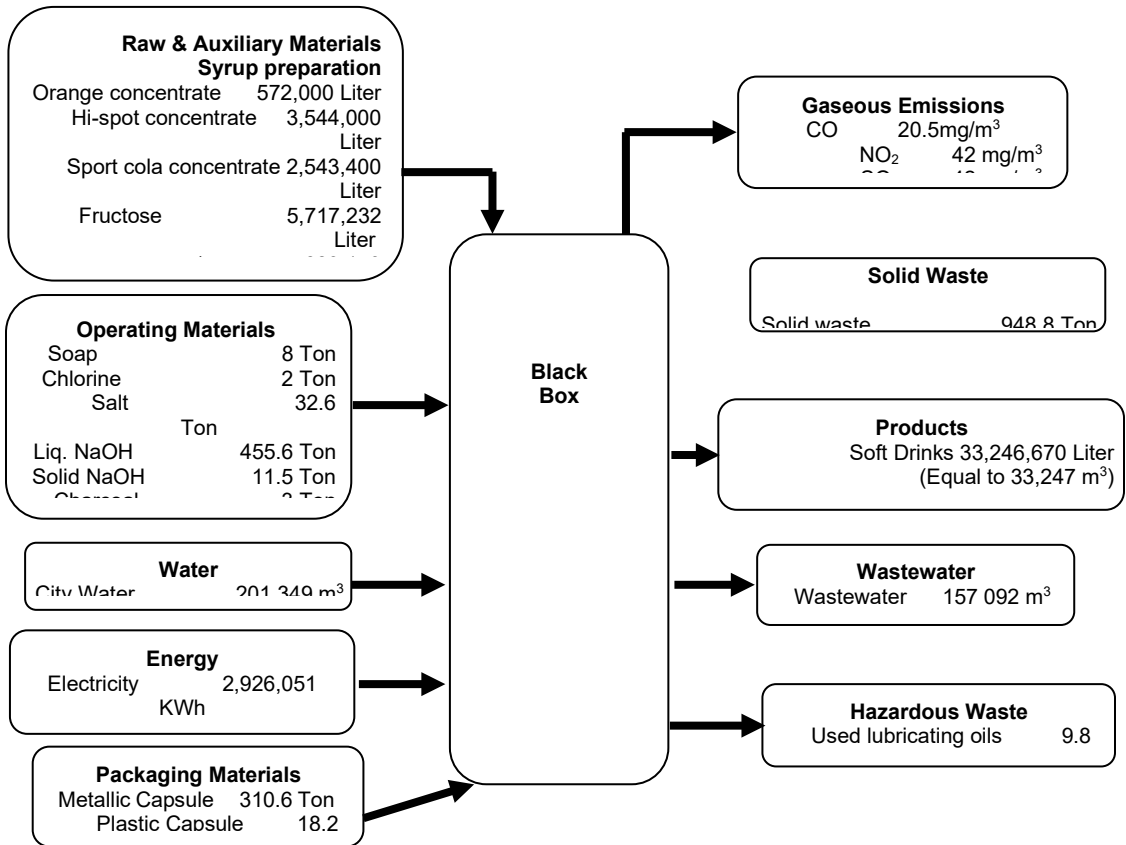 Raw & Auxiliary Materials
Syrup preparation
Orange concentrate 572,000 Liter
Hi-spot concentrate 3,544,000
Liter
Sport cola concentrate 2,543,400
Liter
Fructose 5,717,232
Liter
Operating Materials
Soap 8 Ton
Chlorine 2 Ton
Salt 32.6
Ton
Liq. NaOH 455.6 Ton
Solid NaOH 11.5 Ton
Charcoal
Water
City Water 201 349 m³
Energy
Electricity 2,926,051
KWh
Packaging Materials
Metallic Capsule 310.6 Ton
Plastic Capsule 18.2
Black
Box
Gaseous Emissions
CO 20.5mg/m³
NO₂ 42 mg/m³
Solid Waste
Solid waste 948.8 Ton
Products
Soft Drinks 33,246,670 Liter
(Equal to 33,247 m³)
Wastewater
Wastewater 157 092 m³
Hazardous Waste
Used lubricating oils 9.8